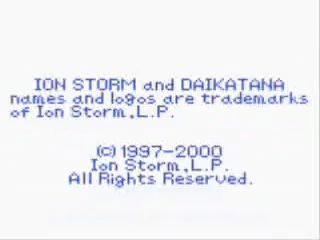 ION STORM and DAIKATANA
names and logos are trademarks
of Ion Storm,L.P.
(c)1997-2000
Ion Storm,L.P.
All Rights Reserved.